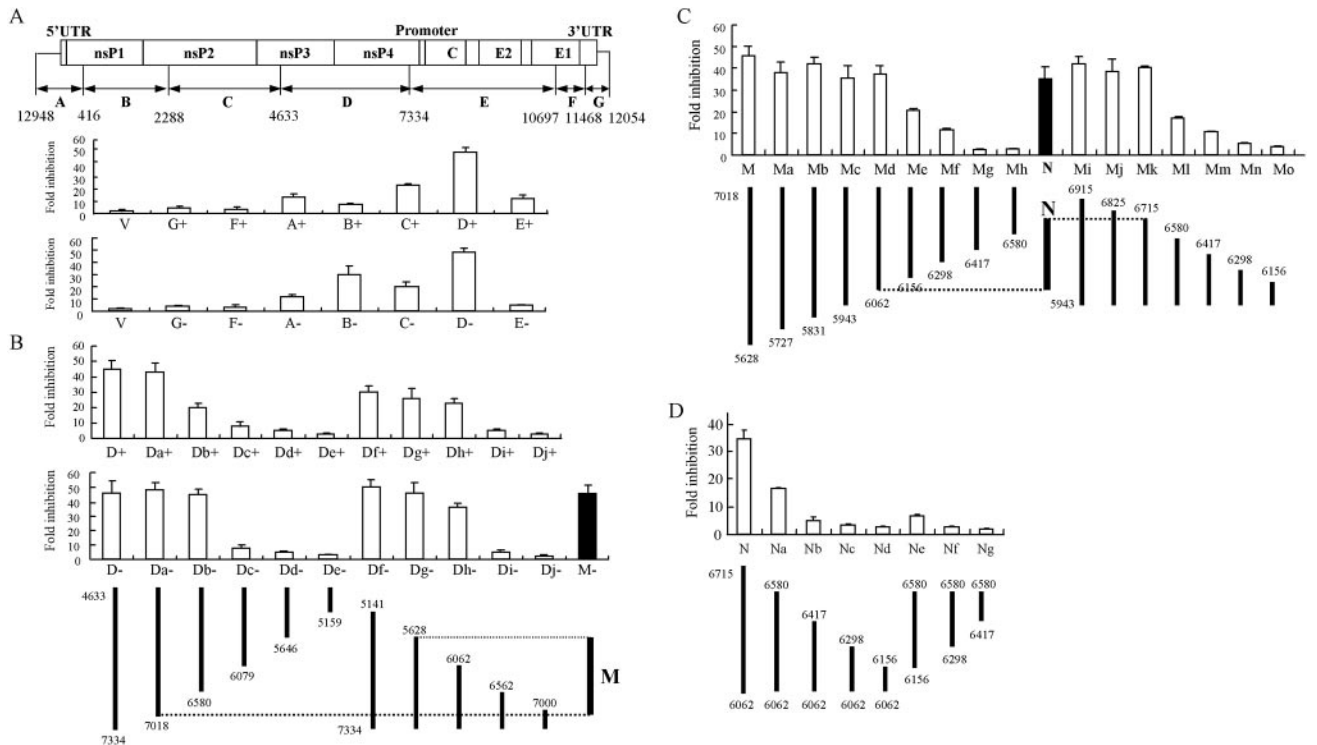 A
5'UTR Promoter 3'UTR
nsP1 nsP2 nsP3 nsP4 C E2 E1
A B C D E F G
12948 416 2288 4633 7334 10697 11468 12054
Fold inhibition
60
50
40
30
20
10
0
V G+ F+ A+ B+ C+ D+ E+
Fold inhibition
60
50
40
30
20
10
0
V G- F- A- B- C- D- E-
B
Fold inhibition
50
40
30
20
10
0
D+ Da+ Db+ Dc+ Dd+ De+ Df+ Dg+ Dh+ Di+ Dj+
Fold inhibition
60
50
40
30
20
10
0
D- Da- Db- Dc- Dd- De- Df- Dg- Dh- Di- Dj- M-
4633 5141
5159
5628
5646
6062
6079
6562
6580
7000
7018
7334 7334
M
C
Fold inhibition
60
50
40
30
20
10
0
M Ma Mb Mc Md Me Mf Mg Mh N Mi Mj Mk Ml Mm Mn Mo
7018 6915
N 6825 6715
6580 6580
6417 6417
6298 6298
6156 6156
6062
5943 5943
5831
5727
5628
D
Fold inhibition
40
30
20
10
0
N Na Nb Nc Nd Ne Nf Ng
6715
6580 6580 6580 6580
6417 6417
6298 6298
6156 6156
6062 6062 6062 6062 6062